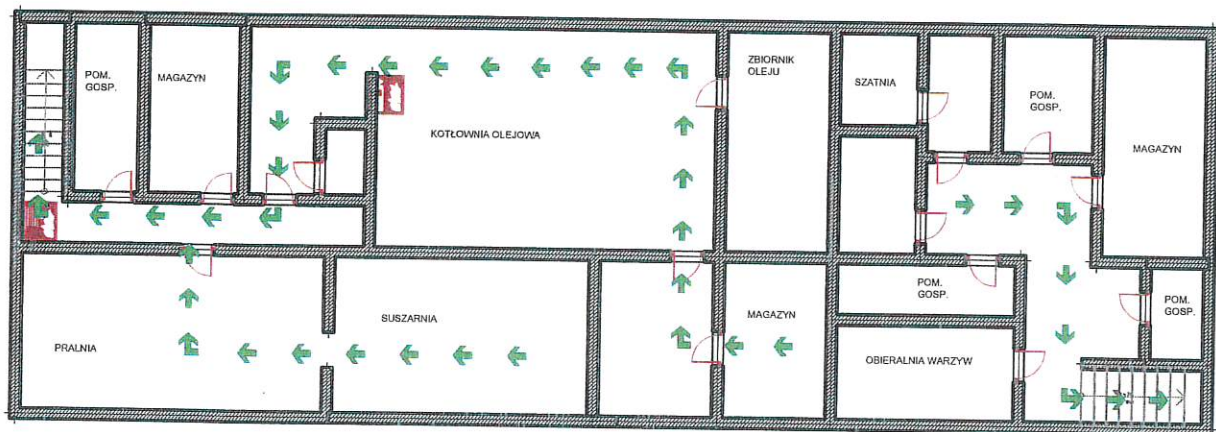 POM.
GOSP.
MAGAZYN
KOTŁOWNIA OLEJOWA
ZBIORNIK
OLEJU
SZATNIA
POM.
GOSP.
MAGAZYN
PRALNIA
SUSZARNIA
MAGAZYN
POM.
GOSP.
OBIERALNIA WARZYW
POM.
GOSP.